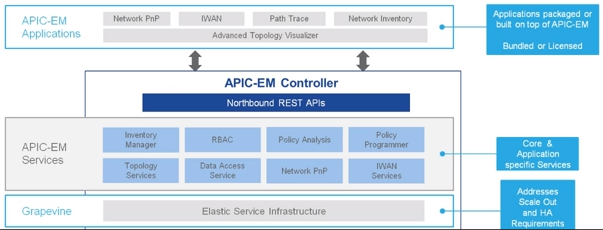 APIC-EM
Applications
Network PnP
IWAN
Path Trace
Network Inventory
Advanced Topology Visualizer
Applications packaged or
built on top of APIC-EM
Bundled or Licensed
APIC-EM Controller
Northbound REST APIs
APIC-EM
Services
Inventory
Manager
RBAC
Policy Analysis
Policy
Programmer
Topology
Services
Data Access
Service
Network PnP
IWAN
Services
Core &
Application
specific Services
Grapevine
Elastic Service Infrastructure
Addresses
Scale Out
and HA
Requirements